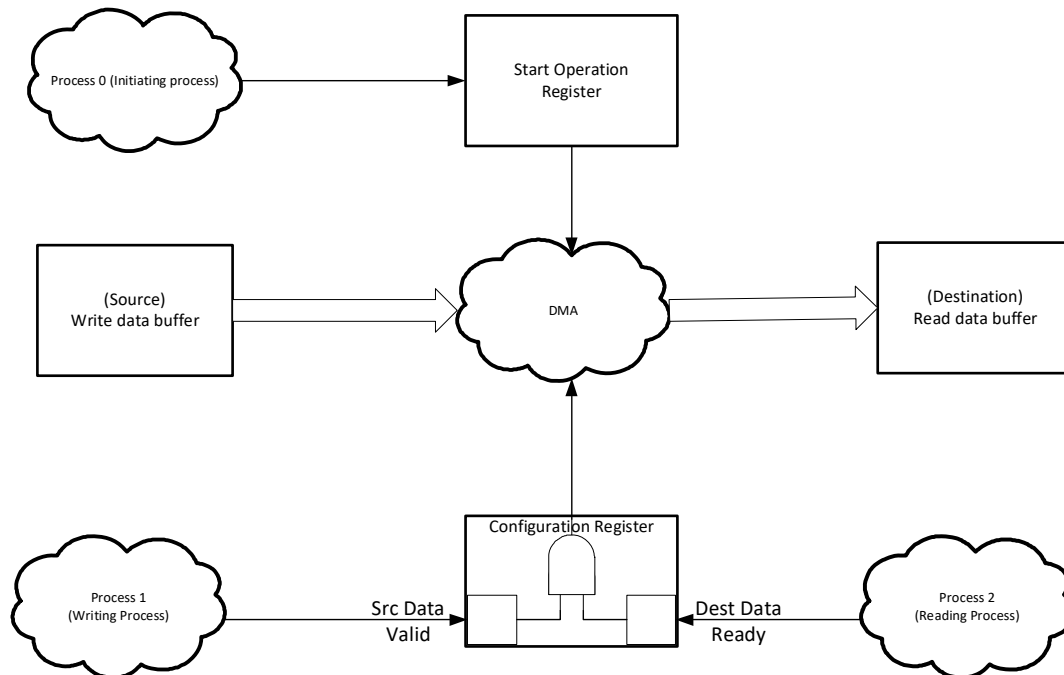 Process 0 (Initiating process)
Start Operation
Register
(Source)
Write data buffer
DMA
(Destination)
Read data buffer
Configuration Register
Process 1
(Writing Process)
Src Data
Valid
Dest Data
Ready
Process 2
(Reading Process)